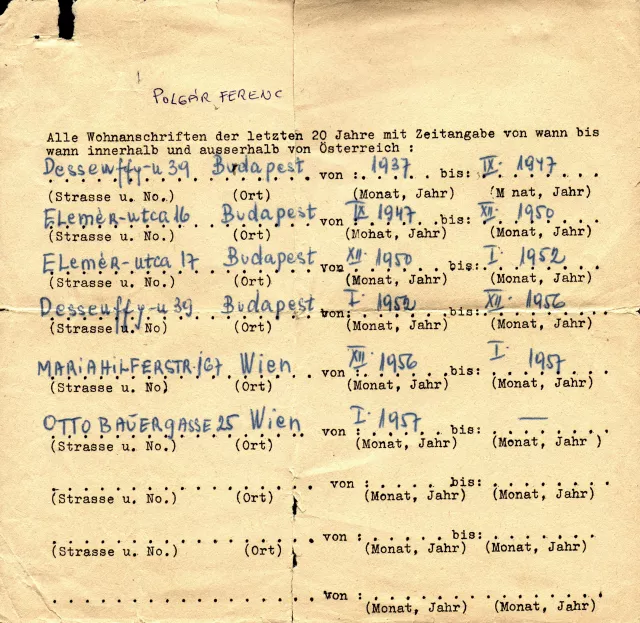 POLGÁR FERENC
Alle Wohnanschriften der letzten 20 Jahre mit Zeitangabe von wann bis
wann innerhalb und ausserhalb von Österreich :
Dessewffy-u 39 Budapest von : 1937 bis: IX. 1947
(Strasse u. No.) (Ort) (Monat, Jahr) (M nat, Jahr)
Elemér-utca 16 Budapest von : IX 1947 bis: XII. 1950
(Strasse u. No.) (Ort) (Monat, Jahr) (Monat, Jahr)
Elemér-utca 17 Budapest von XII. 1950 bis: I. 1952
(Strasse u. No.) (Ort) (Monat, Jahr) (Monat, Jahr)
Dessewffy-u 39 Budapest von: I. 1952 XII. 1956
(Strasse u. No.) (Ort) (Monat, Jahr) (Monat, Jahr)
MARIAHILFERSTR. 67 Wien von : XII. 1956 bis: I. 1957
(Strasse u. No) (Ort) (Monat, Jahr) (Monat, Jahr)
OTTO BAUERGASSE 25 Wien von : I. 1957 bis: —
(Strasse u. No.) (Ort) (Monat, Jahr) (Monat, Jahr )
von : bis:
(Strasse u. No.) (Ort) (Monat, Jahr) (Monat, Jahr)
von : bis:
(Strasse u. No.) (Ort) (Monat, Jahr) (Monat, Jahr)
von :
(Monat, Jahr) (Monat, Jahr)